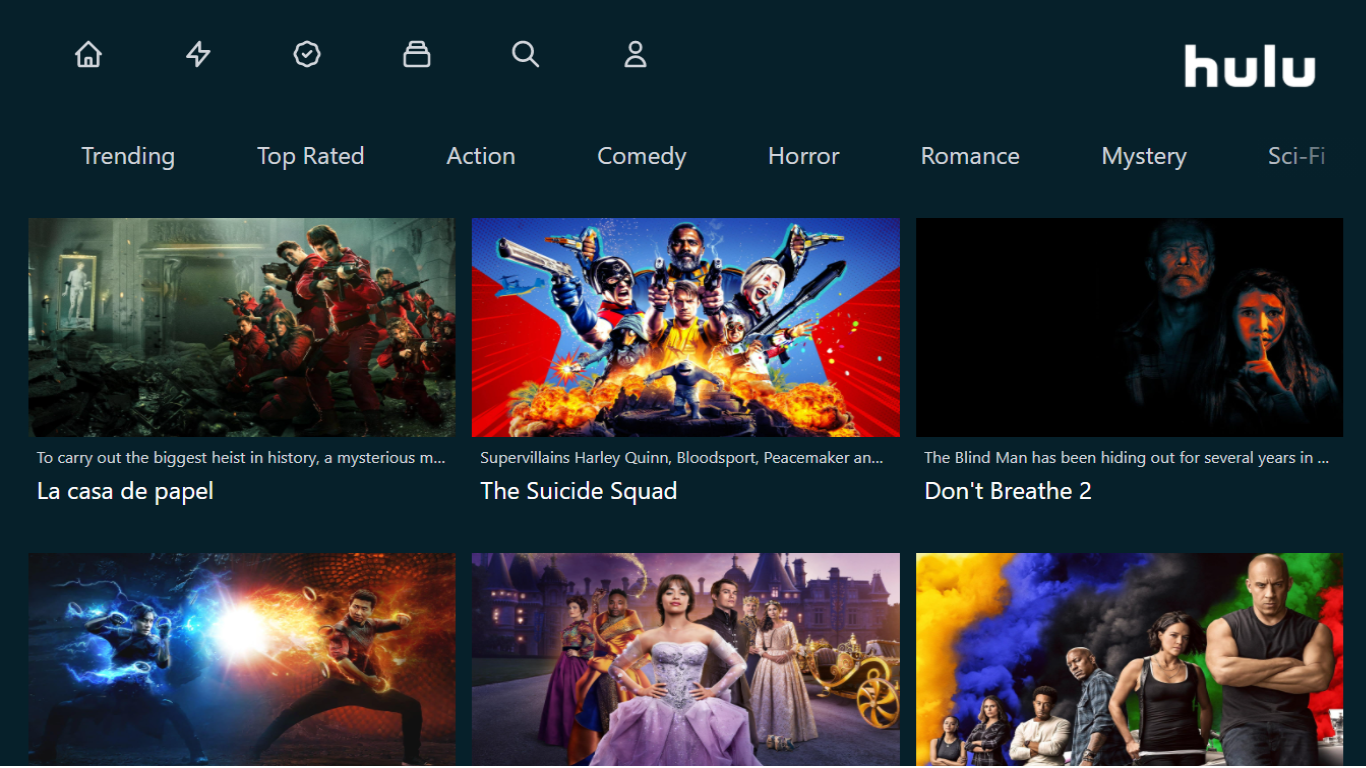 hulu
Trending Top Rated Action Comedy Horror Romance Mystery Sci-Fi
To carry out the biggest heist in history, a mysterious m...
La casa de papel
Supervillains Harley Quinn, Bloodsport, Peacemaker an...
The Suicide Squad
The Blind Man has been hiding out for several years in ...
Don't Breathe 2